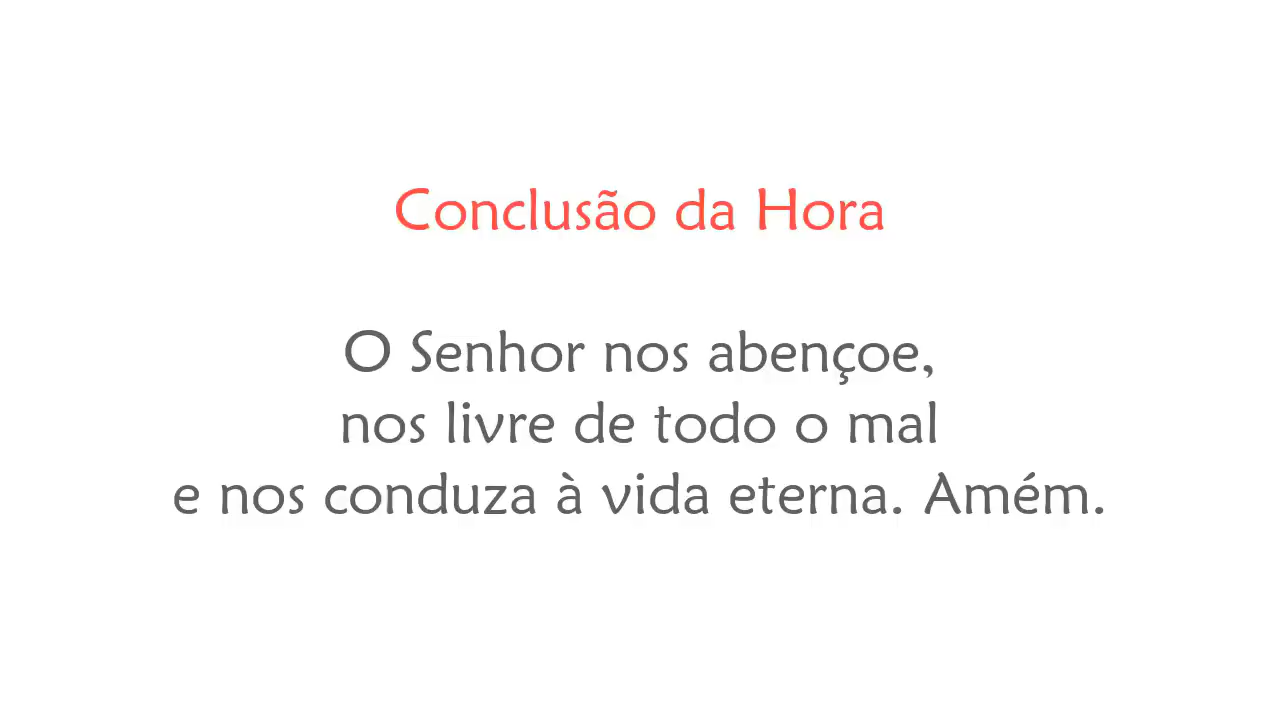 Conclusão da Hora
O Senhor nos abençoe,
nos livre de todo o mal
e nos conduza à vida eterna. Amém.